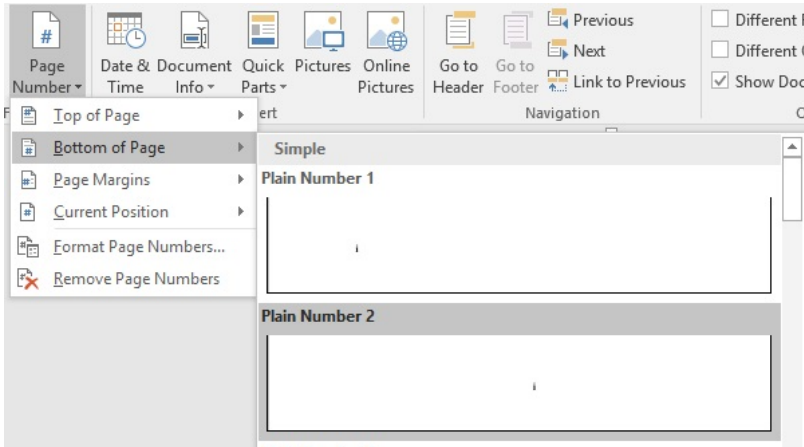 Page Number
Date & Time
Document Info
Quick Parts
Pictures
Online Pictures
Go to Header
Go to Footer
Previous
Next
Link to Previous
Different
Different
Show Doc
ert
Navigation
Top of Page
Bottom of Page
Page Margins
Current Position
Format Page Numbers...
Remove Page Numbers
Simple
Plain Number 1
Plain Number 2